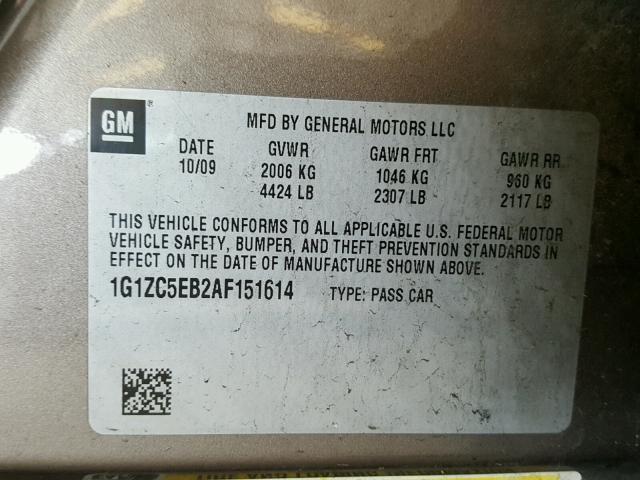 GM
MFD BY GENERAL MOTORS LLC
DATE GVWR GAWR FRT GAWR RR
10/09 2006 KG 1046 KG 960 KG
4424 LB 2307 LB 2117 LB
THIS VEHICLE CONFORMS TO ALL APPLICABLE U.S. FEDERAL MOTOR
VEHICLE SAFETY, BUMPER, AND THEFT PREVENTION STANDARDS IN
EFFECT ON THE DATE OF MANUFACTURE SHOWN ABOVE.
1G1ZC5EB2AF151614 TYPE: PASS CAR